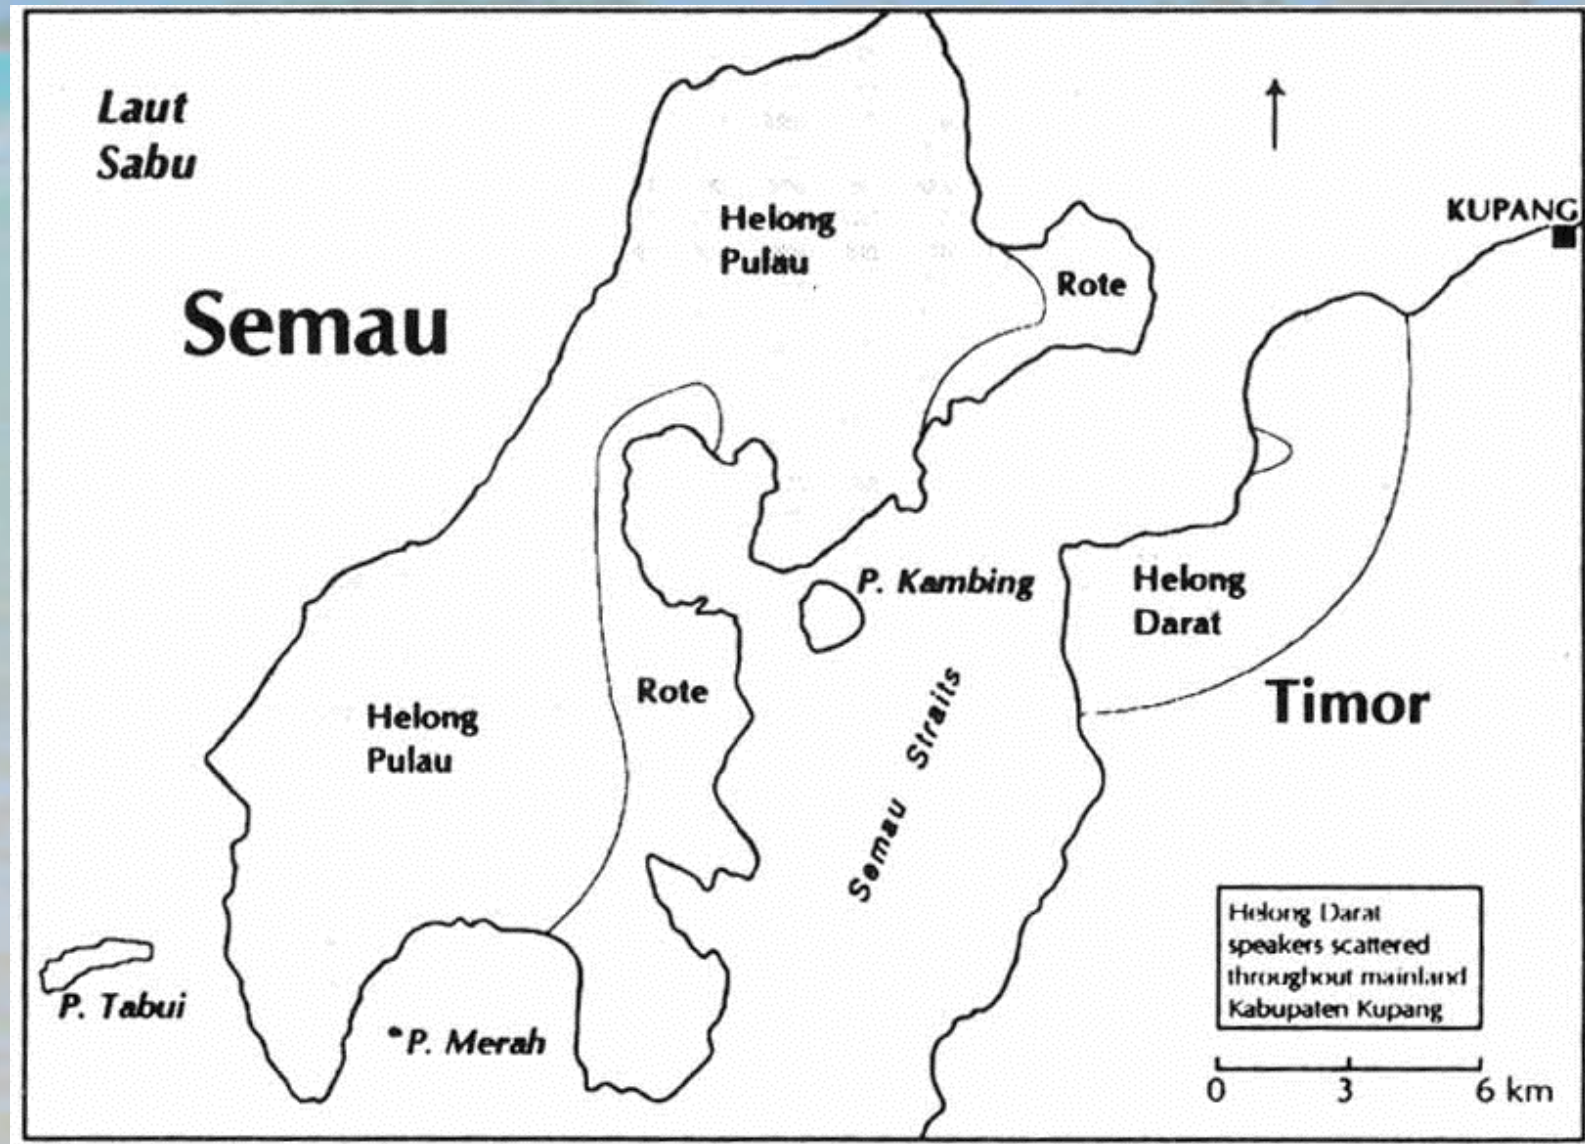 Laut
Sabu
KUPANG
Helong
Pulau
Rote
Semau
P. Kambing
Helong
Darat
Rote
Timor
Helong
Pulau
Semau Straits
Helong Darat
speakers scattered
throughout mainland
Kabupaten Kupang
P. Tabui
P. Merah
0 3 6 km